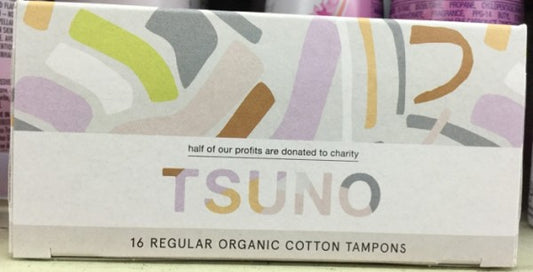 half of our profits are donated to charity
TSUNO
16 REGULAR ORGANIC COTTON TAMPONS